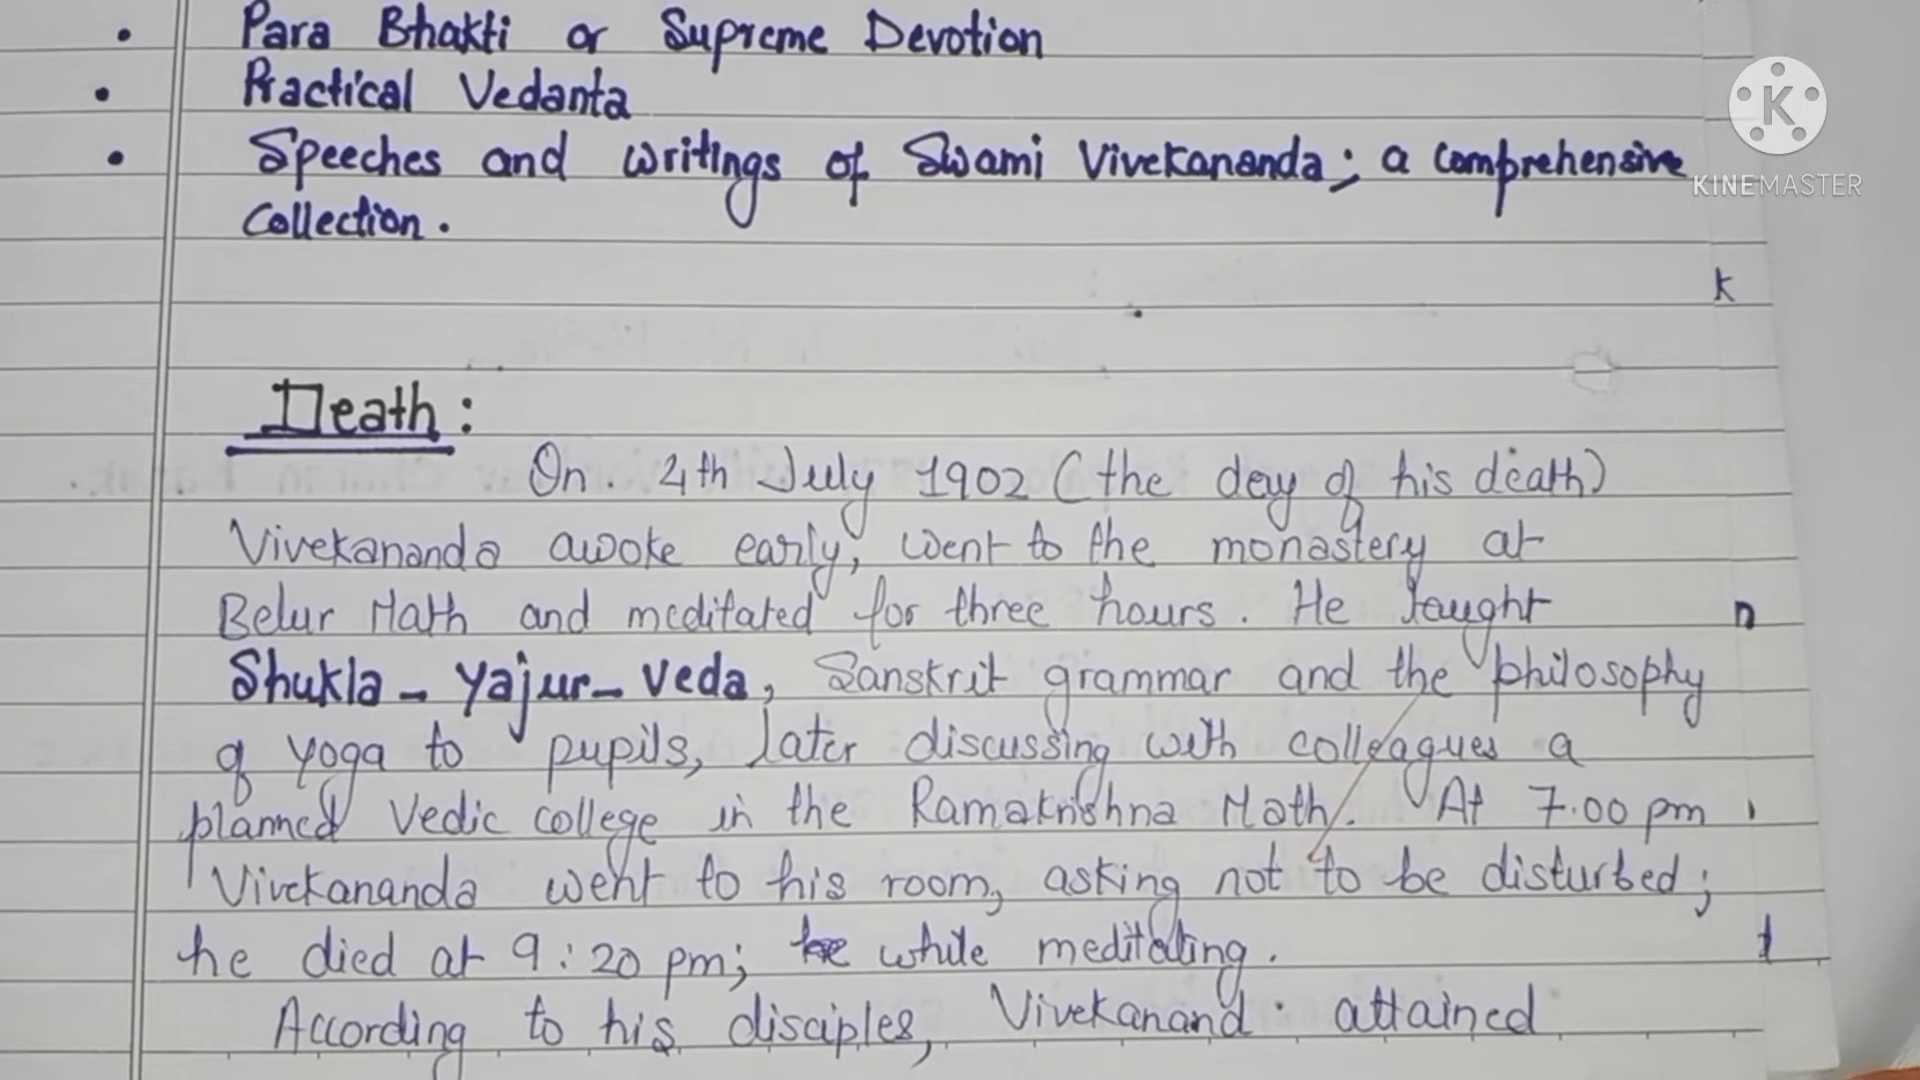 • Para Bhakti or Supreme Devotion
• Practical Vedanta
• Speeches and writings of Swami Vivekananda; a comprehensive
collection.
K
KINEMASTER
k
Death:
On. 4th July 1902 (the day of his death)
Vivekananda awoke early, went to the monastery at
Belur Math and meditated for three hours. He taught
n
Shukla-Yajur-Veda, Sanskrit grammar and the philosophy
of yoga to pupils, later discussing with colleagues a
planned Vedic college in the Ramakrishna Math. At 7.00 pm
Vivekananda went to his room, asking not to be disturbed;
he died at 9:20 pm; while meditating.
According to his disciples, Vivekanand attained